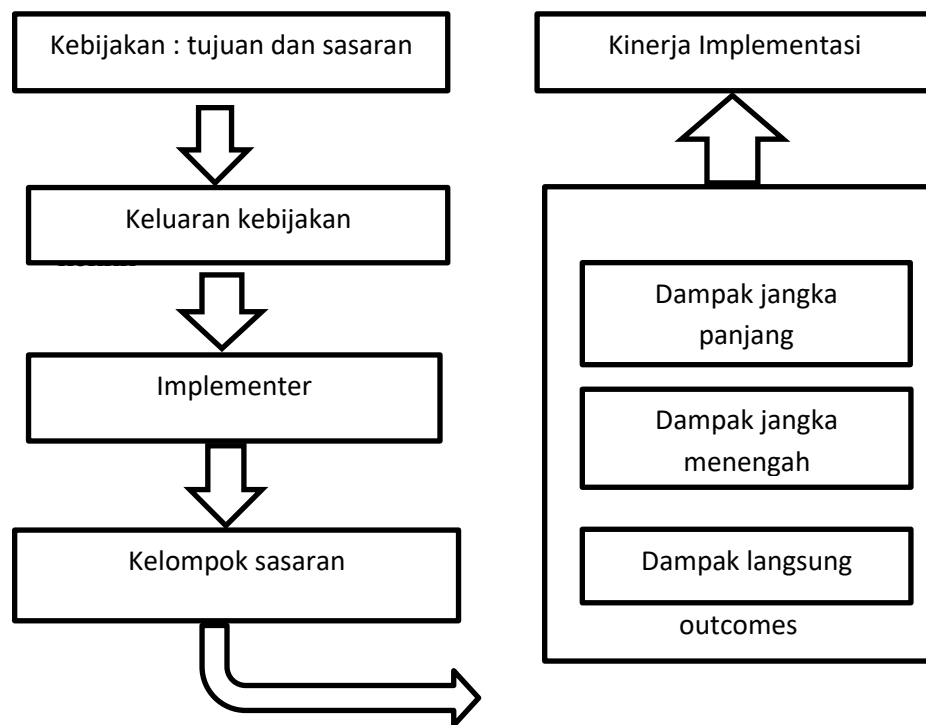 Kebijakan : tujuan dan sasaran
Keluaran kebijakan
Implementer
Kelompok sasaran
Kinerja Implementasi
Dampak jangka
panjang
Dampak jangka
menengah
Dampak langsung
outcomes